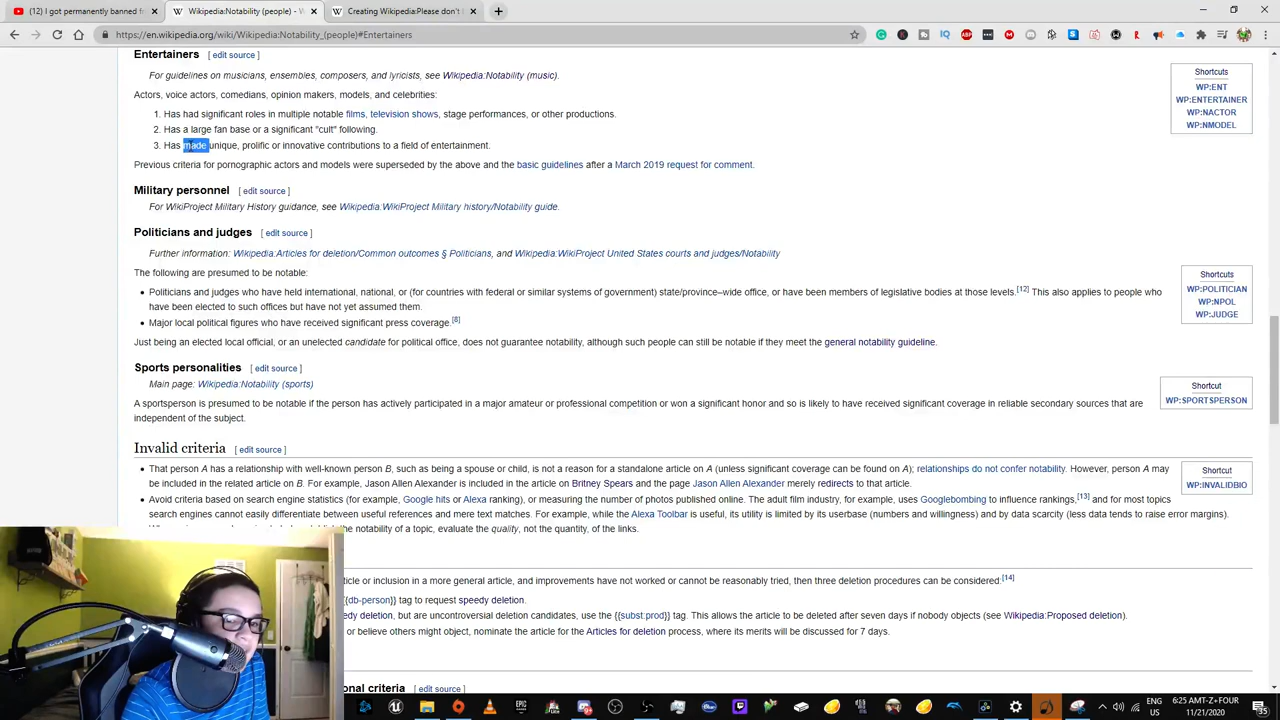 (12) I got permanently banned f
Wikipedia:Notability (people) - W
Creating Wikipedia:Please don't b
https://en.wikipedia.org/wiki/Wikipedia:Notability_(people)#Entertainers
Entertainers [ edit source ]
For guidelines on musicians, ensembles, composers, and lyricists, see Wikipedia:Notability (music).
Actors, voice actors, comedians, opinion makers, models, and celebrities:
1. Has had significant roles in multiple notable films, television shows, stage performances, or other productions.
2. Has a large fan base or a significant "cult" following.
3. Has made unique, prolific or innovative contributions to a field of entertainment.
Previous criteria for pornographic actors and models were superseded by the above and the basic guidelines after a March 2019 request for comment.
Shortcuts
WP:ENT
WP:ENTERTAINER
WP:NACTOR
WP:NMODEL
Military personnel [ edit source ]
For WikiProject Military History guidance, see Wikipedia:WikiProject Military history/Notability guide.
Politicians and judges [ edit source ]
Further information: Wikipedia:Articles for deletion/Common outcomes § Politicians, and Wikipedia:WikiProject United States courts and judges/Notability
The following are presumed to be notable:
• Politicians and judges who have held international, national, or (for countries with federal or similar systems of government) state/province–wide office, or have been members of legislative bodies at those levels.[12] This also applies to people who
have been elected to such offices but have not yet assumed them.
• Major local political figures who have received significant press coverage.[8]
Just being an elected local official, or an unelected candidate for political office, does not guarantee notability, although such people can still be notable if they meet the general notability guideline.
Shortcuts
WP:POLITICIAN
WP:NPOL
WP:JUDGE
Sports personalities [ edit source ]
Main page: Wikipedia:Notability (sports)
A sportsperson is presumed to be notable if the person has actively participated in a major amateur or professional competition or won a significant honor and so is likely to have received significant coverage in reliable secondary sources that are
independent of the subject.
Shortcut
WP:SPORTSPERSON
Invalid criteria [ edit source ]
• That person A has a relationship with well-known person B, such as being a spouse or child, is not a reason for a standalone article on A (unless significant coverage can be found on A); relationships do not confer notability. However, person A may
be included in the related article on B. For example, Jason Allen Alexander is included in the article on Britney Spears and the page Jason Allen Alexander merely redirects to that article.
• Avoid criteria based on search engine statistics (for example, Google hits or Alexa ranking), or measuring the number of photos published online. The adult film industry, for example, uses Googlebombing to influence rankings,[13] and for most topics
search engines cannot easily differentiate between useful references and mere text matches. For example, while the Alexa Toolbar is useful, its utility is limited by its userbase (numbers and willingness) and by data scarcity (less data tends to raise error margins).
the notability of a topic, evaluate the quality, not the quantity, of the links.
Shortcut
WP:INVALIDBIO
ticle or inclusion in a more general article, and improvements have not worked or cannot be reasonably tried, then three deletion procedures can be considered:[14]
{{db-person}} tag to request speedy deletion.
edy deletion, but are uncontroversial deletion candidates, use the {{subst:prod}} tag. This allows the article to be deleted after seven days if nobody objects (see Wikipedia:Proposed deletion).
or believe others might object, nominate the article for the Articles for deletion process, where its merits will be discussed for 7 days.
onal criteria [ edit source ]
ENG
US
6:25 AMT-Z+FOUR
11/21/2020